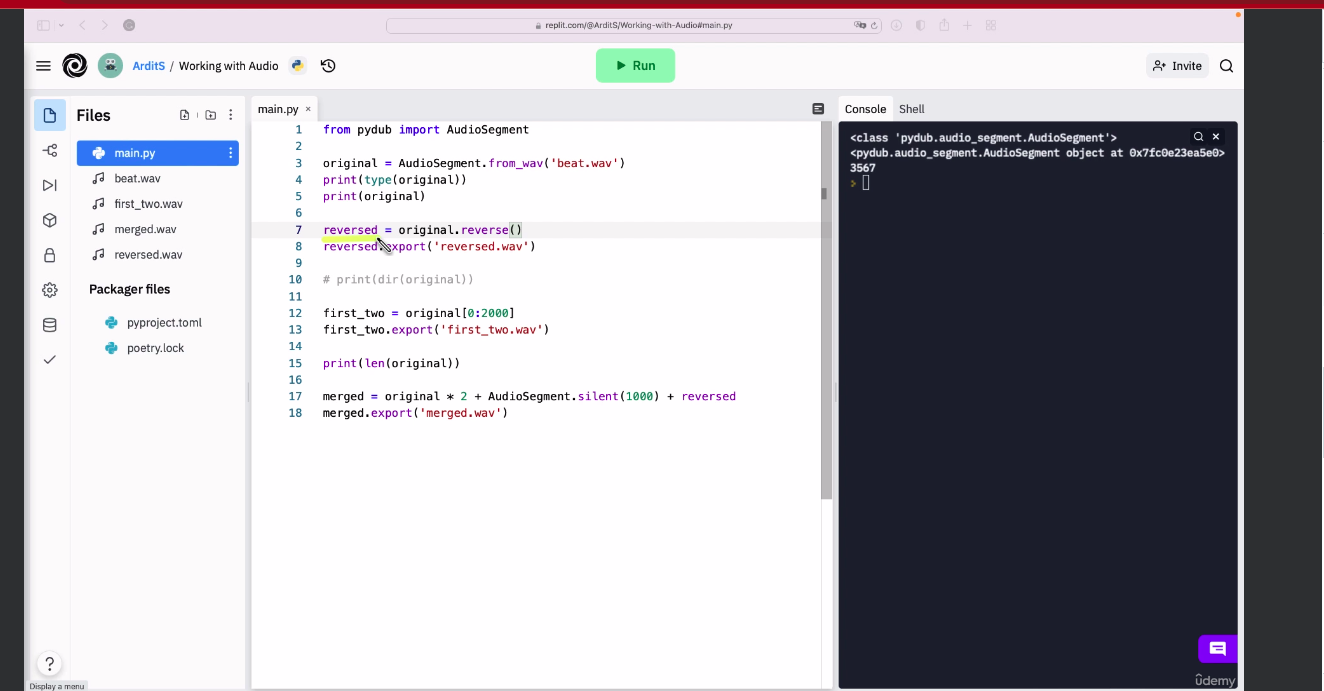 replit.com/@ArditS/Working-with-Audio#main.py
ArditS / Working with Audio
Run
Invite
Files
main.py
beat.wav
first_two.wav
merged.wav
reversed.wav
Packager files
pyproject.toml
poetry.lock
?
Display a menu
main.py ×
1 from pydub import AudioSegment
2
3 original = AudioSegment.from_wav('beat.wav')
4 print(type(original))
5 print(original)
6
7 reversed = original.reverse()
8 reversed.export('reversed.wav')
9
10 # print(dir(original))
11
12 first_two = original[0:2000]
13 first_two.export('first_two.wav')
14
15 print(len(original))
16
17 merged = original * 2 + AudioSegment.silent(1000) + reversed
18 merged.export('merged.wav')
Console Shell
<class 'pydub.audio_segment.AudioSegment'>
<pydub.audio_segment.AudioSegment object at 0x7fc0e23ea5e0>
3567
ûdemy